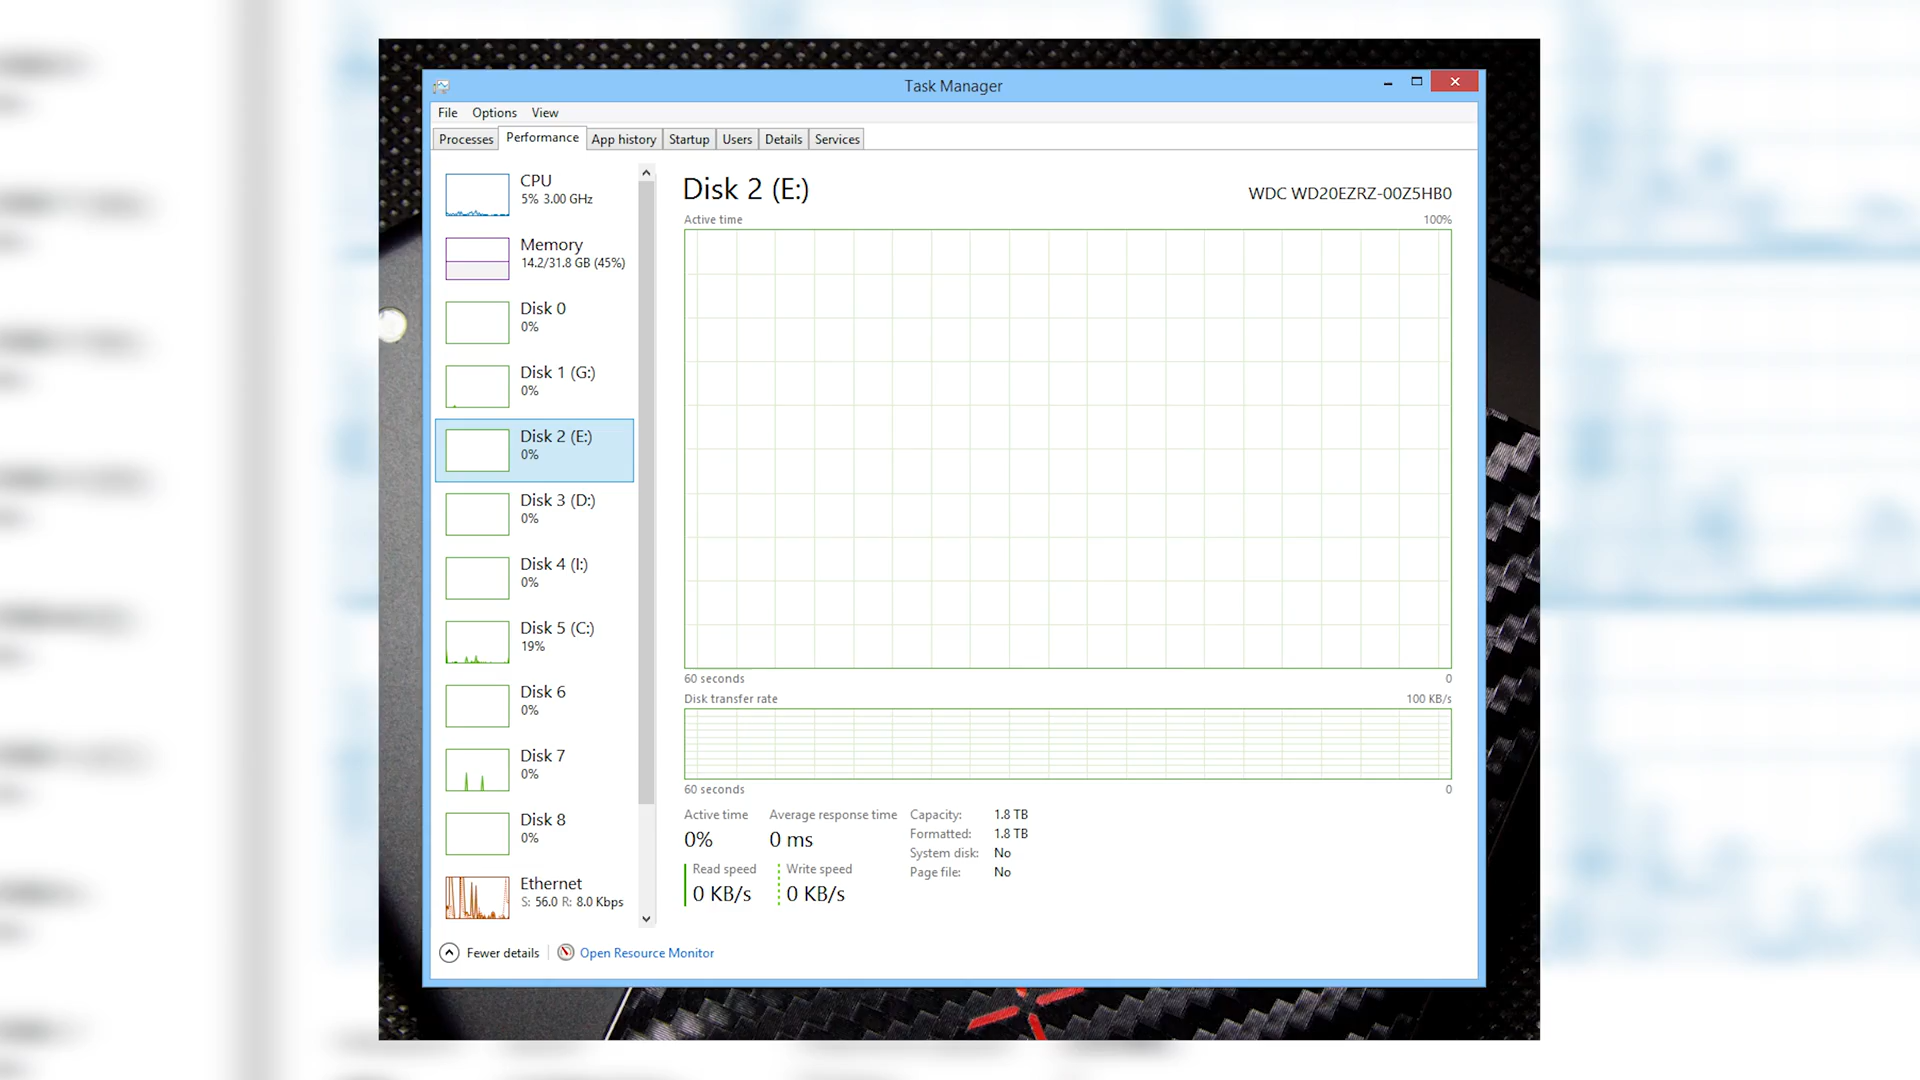 Task Manager
File Options View
Processes Performance App history Startup Users Details Services
CPU
5% 3.00 GHz
Memory
14.2/31.8 GB (45%)
Disk 0
0%
Disk 1 (G:)
0%
Disk 2 (E:)
0%
Disk 3 (D:)
0%
Disk 4 (I:)
0%
Disk 5 (C:)
19%
Disk 6
0%
Disk 7
0%
Disk 8
0%
Ethernet
S: 56.0 R: 8.0 Kbps
Disk 2 (E:) WDC WD20EZRZ-00Z5HB0
Active time 100%
60 seconds 0
Disk transfer rate 100 KB/s
60 seconds 0
Active time Average response time
0% 0 ms
Read speed Write speed
0 KB/s 0 KB/s
Capacity: 1.8 TB
Formatted: 1.8 TB
System disk: No
Page file: No
Fewer details Open Resource Monitor